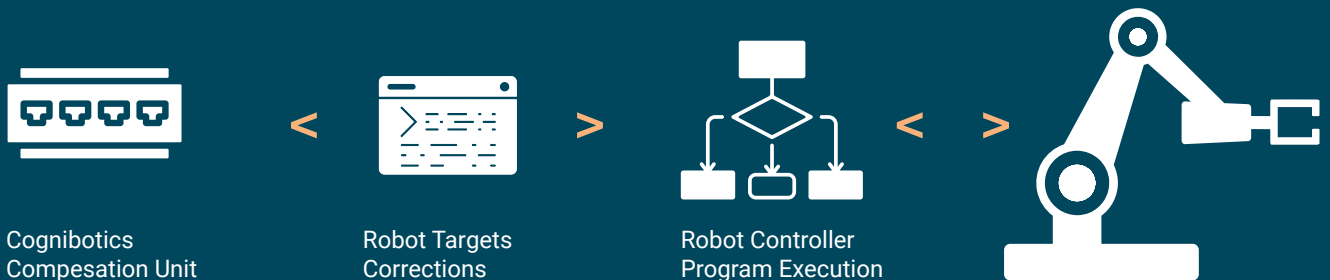 Cognibotics
Compesation Unit
<
Robot Targets
Corrections
>
Robot Controller
Program Execution
< >